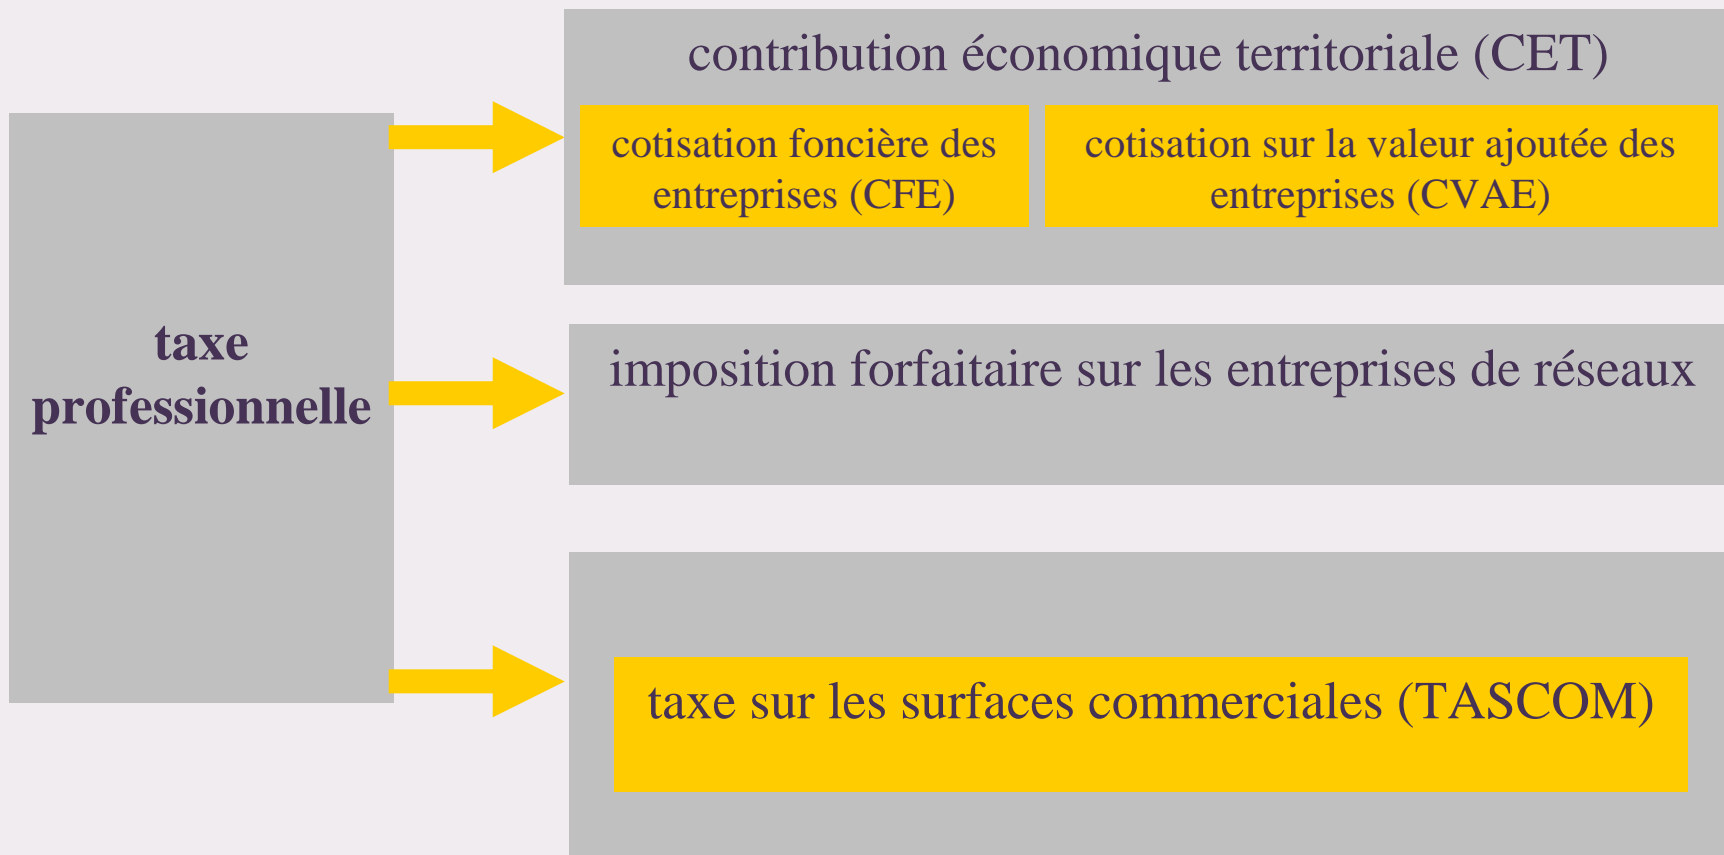 taxe
professionnelle
contribution économique territoriale (CET)
cotisation foncière des
entreprises (CFE)
cotisation sur la valeur ajoutée des
entreprises (CVAE)
imposition forfaitaire sur les entreprises de réseaux
taxe sur les surfaces commerciales (TASCOM)